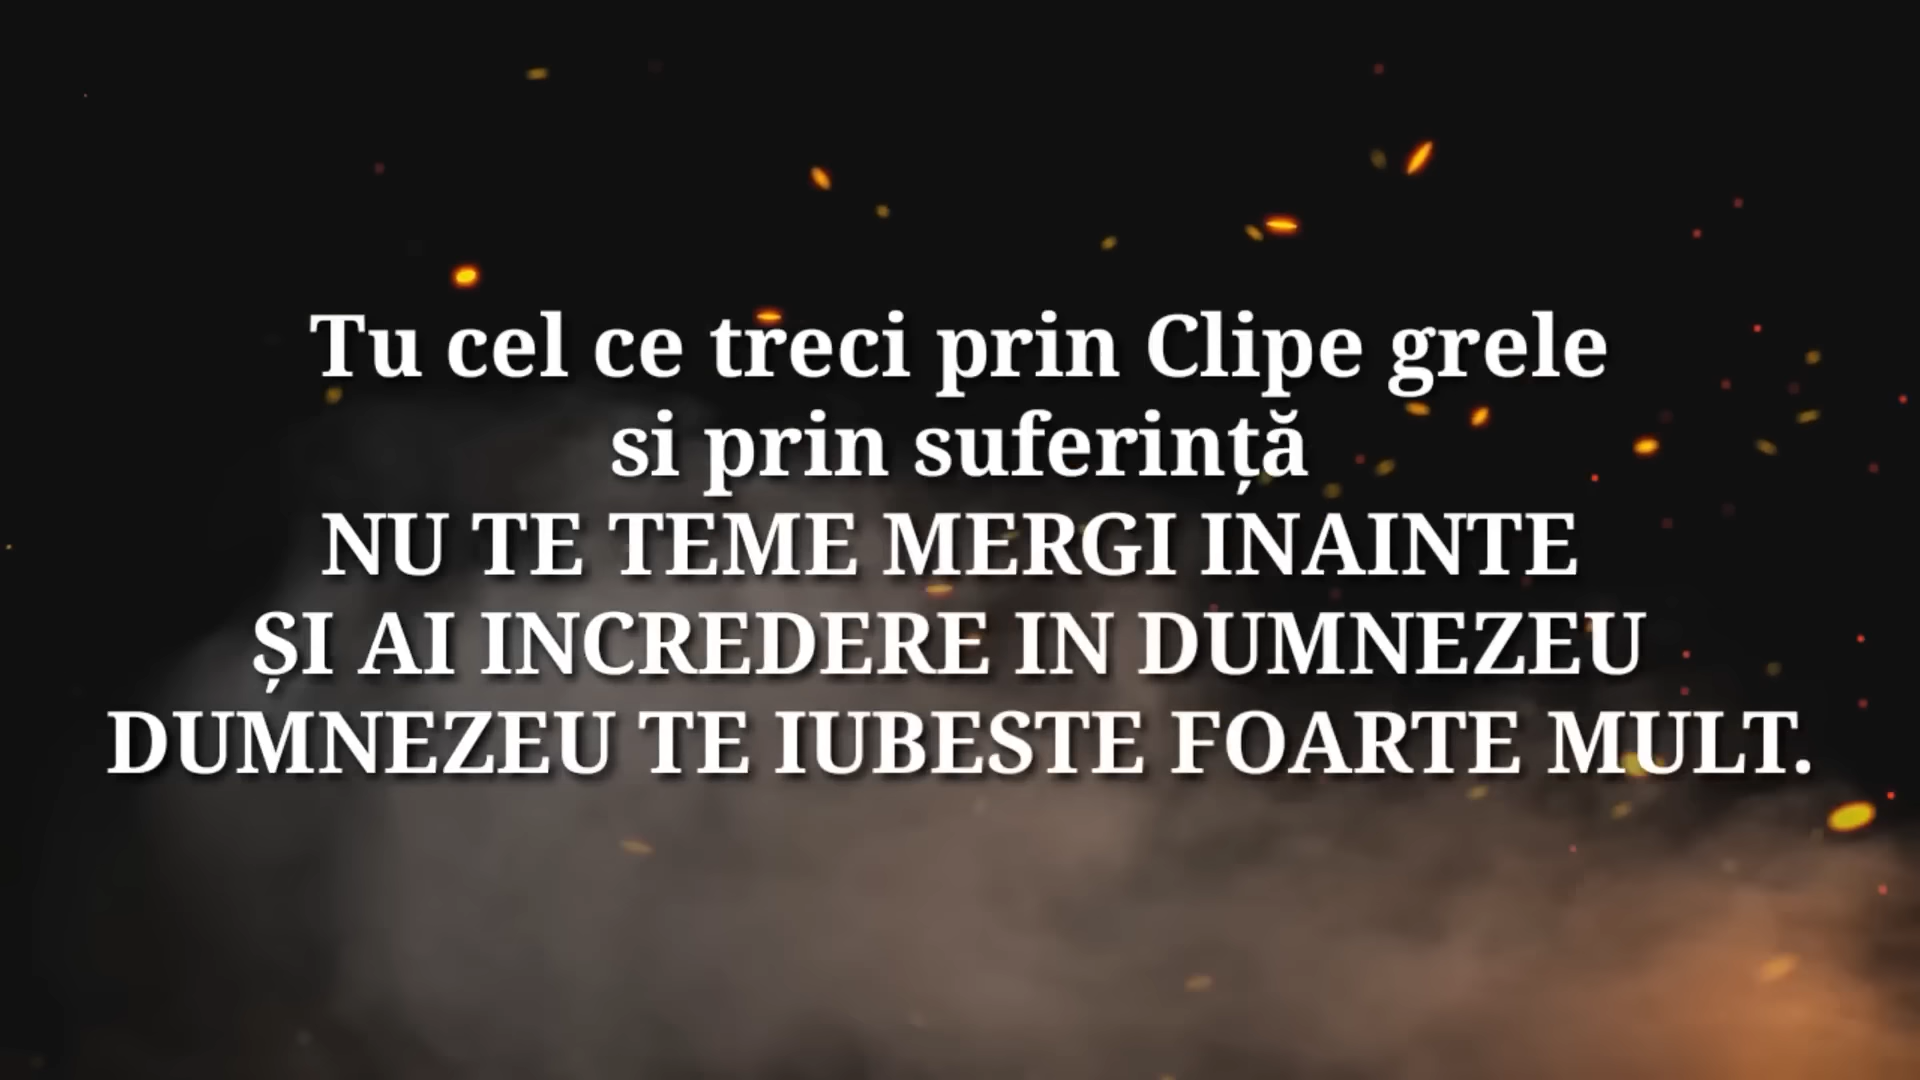 Tu cel ce treci prin Clipe grele
si prin suferință
NU TE TEME MERGI INAINTE
ȘI AI INCREDERE IN DUMNEZEU
DUMNEZEU TE IUBESTE FOARTE MULT.